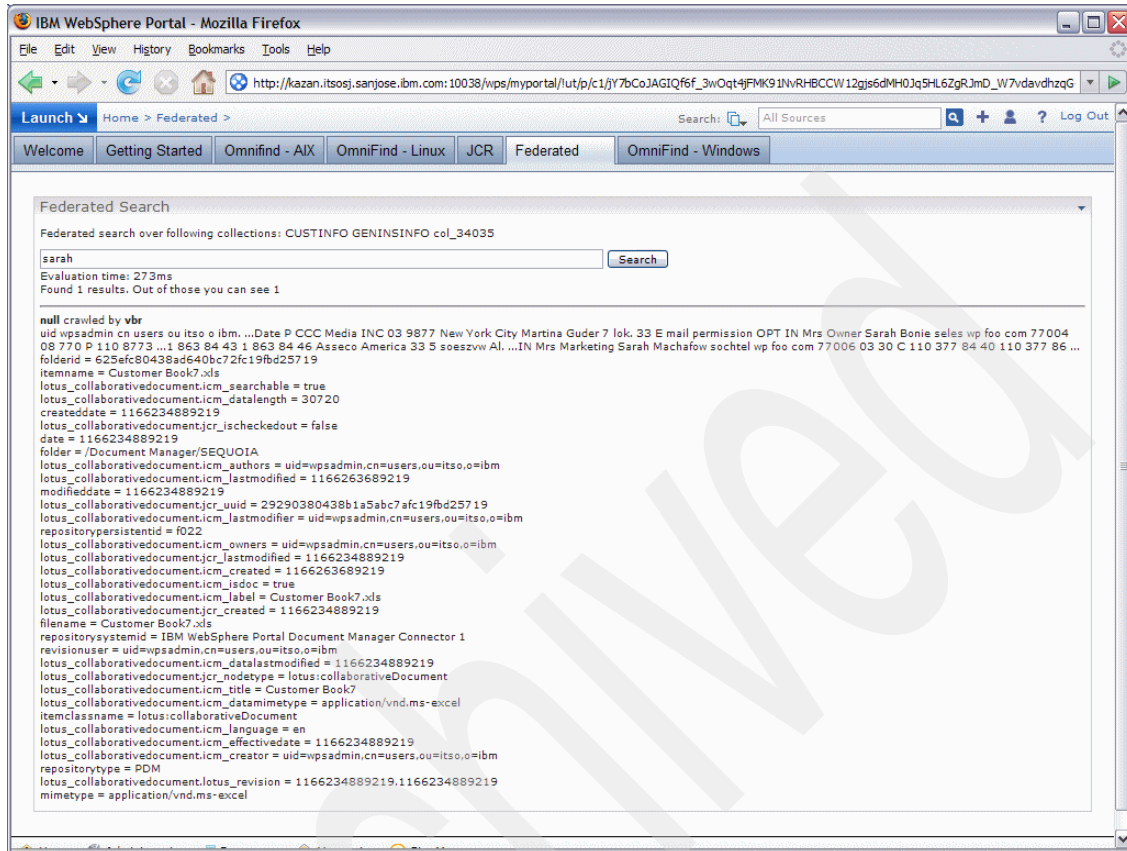 IBM WebSphere Portal - Mozilla Firefox
File Edit View History Bookmarks Tools Help
http://kazan.itsosj.sanjose.ibm.com:10038/wps/myportal/!ut/p/c1/
Launch Home > Federated > Search: All Sources ? Log Out
Welcome Getting Started Omnifind - AIX OmniFind - Linux JCR Federated OmniFind - Windows
Federated Search
Federated search over following collections: CUSTINFO GENINSINFO col_34035
sarah Search
Evaluation time: 273ms
Found 1 results. Out of those you can see 1
null crawled by vbr
uid wpsadmin cn users ou itso o ibm. ...Date P CCC Media INC 03 9877 New York City Martina Guder 7 lok. 33 E mail permission OPT IN Mrs Owner Sarah Bonie seles wp foo com 77004
08 770 P 110 8773 ...1 863 84 43 1 863 84 46 Asseco America 33 5 soeszvw Al. ...IN Mrs Marketing Sarah Machafow sochtel wp foo com 77006 03 30 C 110 377 84 40 110 377 86 ...
folderid = 625efc80438ad640bc72fc19fbd25719
itemname = Customer Book7.xls
lotus_collaborativedocument.icm_searchable = true
lotus_collaborativedocument.icm_datalength = 30720
createddate = 1166234889219
lotus_collaborativedocument.jcr_ischeckedout = false
date = 1166234889219
folder = /Document Manager/SEQUOIA
lotus_collaborativedocument.icm_authors = uid=wpsadmin,cn=users,ou=itso,o=ibm
lotus_collaborativedocument.icm_lastmodified = 1166263689219
modifieddate = 1166234889219
lotus_collaborativedocument.jcr_uuid = 29290380438b1a5abc7afc19fbd25719
lotus_collaborativedocument.icm_lastmodifier = uid=wpsadmin,cn=users,ou=itso,o=ibm
repositorypersistentid = f022
lotus_collaborativedocument.icm_owners = uid=wpsadmin,cn=users,ou=itso,o=ibm
lotus_collaborativedocument.jcr_lastmodified = 1166234889219
lotus_collaborativedocument.icm_created = 1166263689219
lotus_collaborativedocument.icm_isdoc = true
lotus_collaborativedocument.icm_label = Customer Book7.xls
lotus_collaborativedocument.jcr_created = 1166234889219
filename = Customer Book7.xls
repositorysystemid = IBM WebSphere Portal Document Manager Connector 1
revisionuser = uid=wpsadmin,cn=users,ou=itso,o=ibm
lotus_collaborativedocument.icm_datalastmodified = 1166234889219
lotus_collaborativedocument.jcr_nodetype = lotus:collaborativeDocument
lotus_collaborativedocument.icm_title = Customer Book7
lotus_collaborativedocument.icm_datamimetype = application/vnd.ms-excel
itemclassname = lotus:collaborativeDocument
lotus_collaborativedocument.icm_language = en
lotus_collaborativedocument.icm_effectivedate = 1166234889219
lotus_collaborativedocument.icm_creator = uid=wpsadmin,cn=users,ou=itso,o=ibm
repositorytype = PDM
lotus_collaborativedocument.lotus_revision = 1166234889219.1166234889219
mimetype = application/vnd.ms-excel